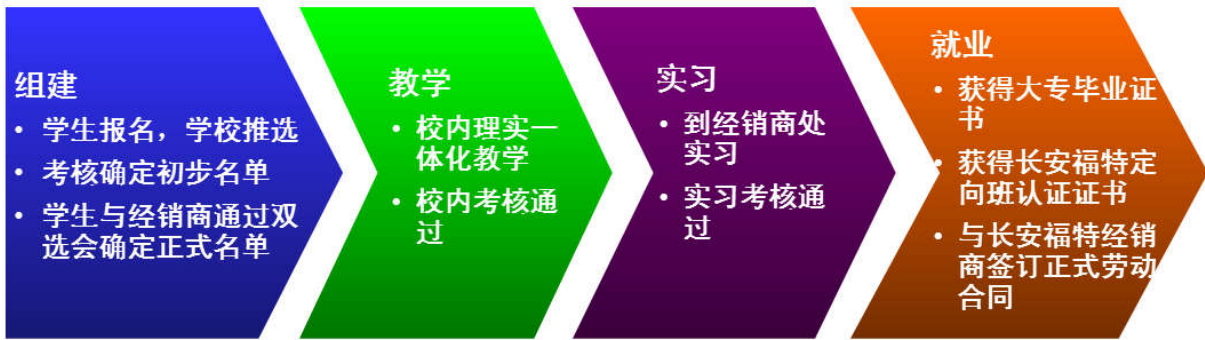 组建
• 学生报名，学校推选
• 考核确定初步名单
• 学生与经销商通过双
选会确定正式名单
教学
• 校内理实一
体化教学
• 校内考核通
过
实习
• 到经销商处
实习
• 实习考核通
过
就业
• 获得大专毕业证
书
• 获得长安福特定
向班认证证书
• 与长安福特经销
商签订正式劳动
合同